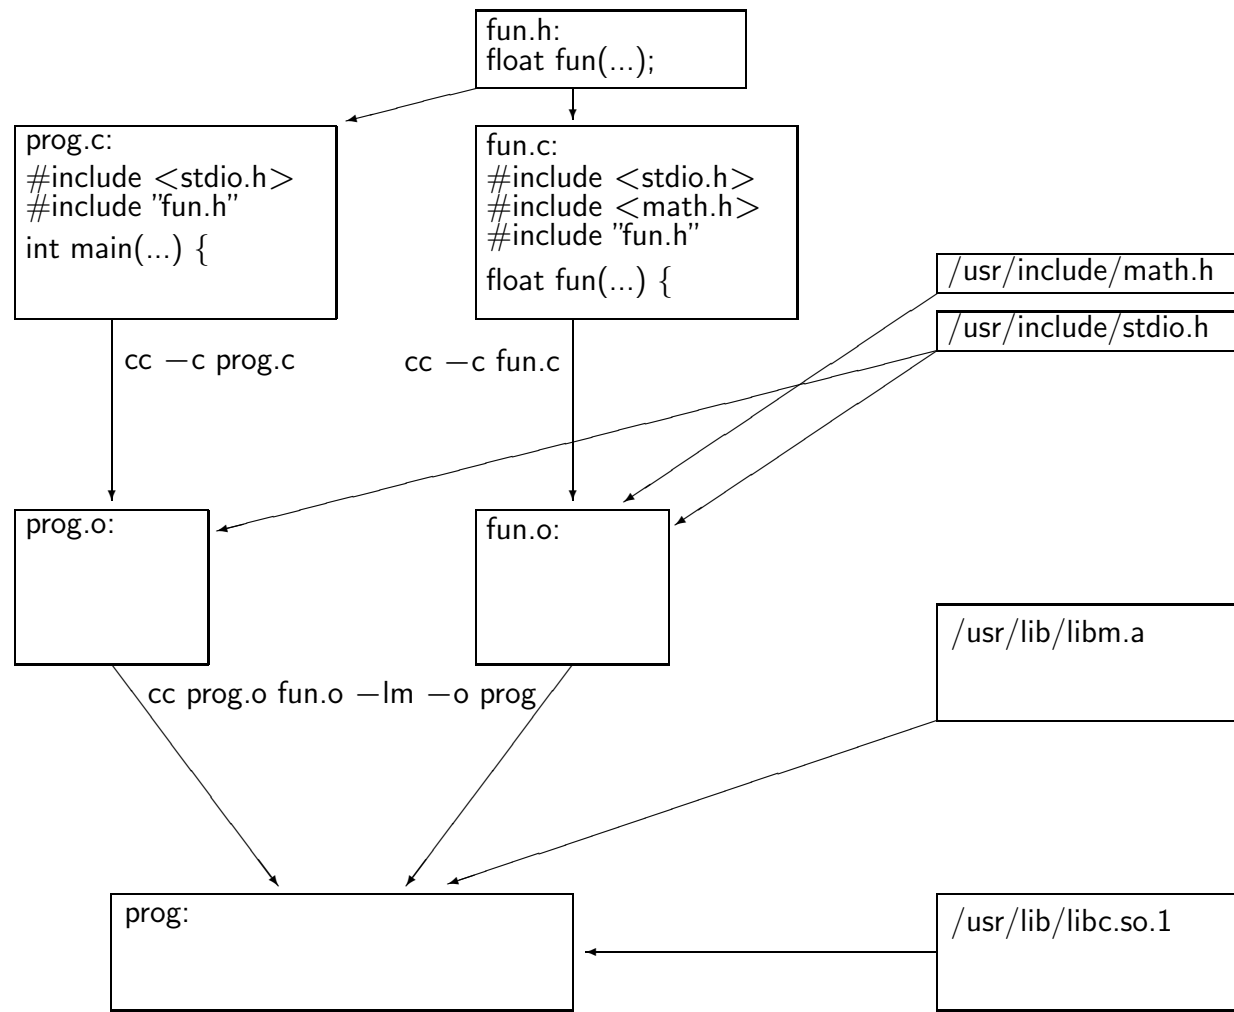 fun.h:
float fun(...);
prog.c:
#include <stdio.h>
#include ”fun.h”
int main(...) {
fun.c:
#include <stdio.h>
#include <math.h>
#include ”fun.h”
float fun(...) {
/usr/include/math.h
/usr/include/stdio.h
cc −c prog.c
cc −c fun.c
prog.o:
fun.o:
/usr/lib/libm.a
cc prog.o fun.o −lm −o prog
prog:
/usr/lib/libc.so.1